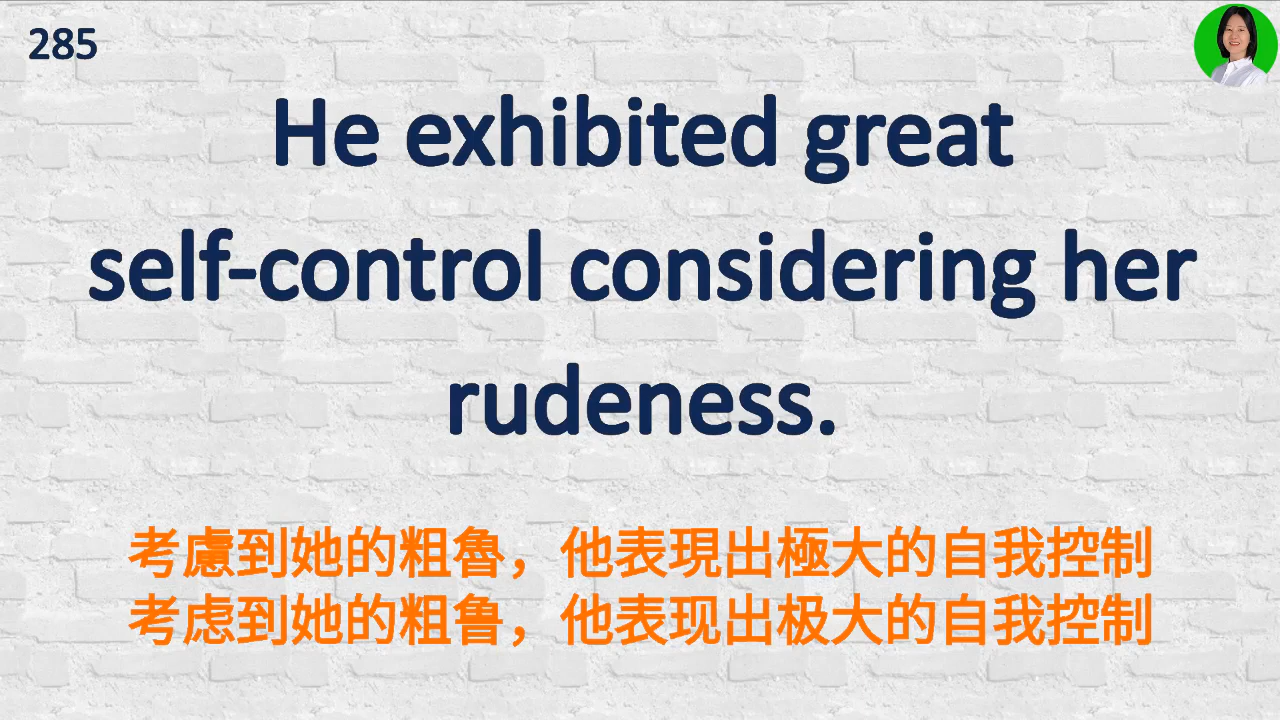 285
He exhibited great
self-control considering her
rudeness.
考慮到她的粗魯，他表現出極大的自我控制
考虑到她的粗鲁，他表现出极大的自我控制